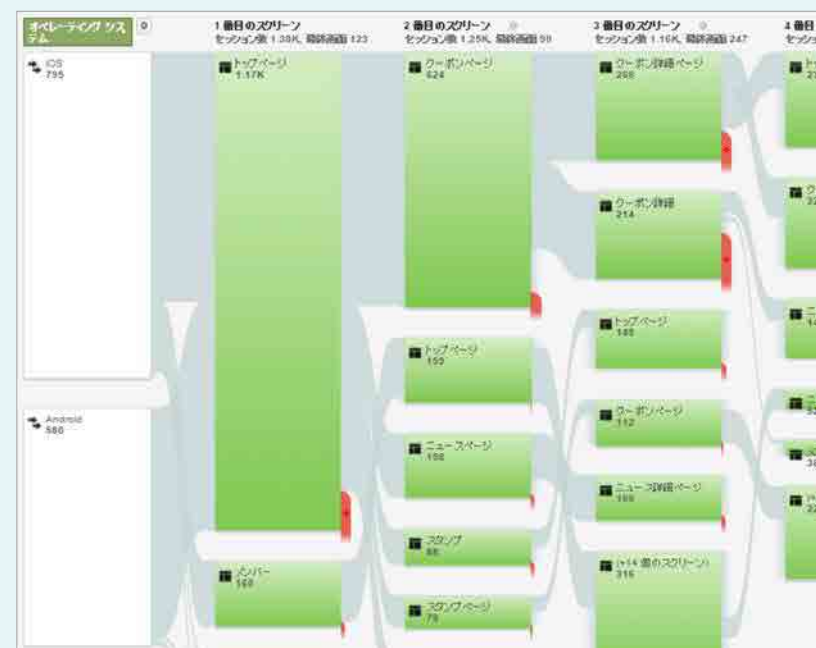 オペレーティング シス
テム
1 番目のスクリーン
セッション数 1.38K, 離脱画面 123
2 番目のスクリーン
セッション数 1.25K, 離脱画面 99
3 番目のスクリーン
セッション数 1.16K, 離脱画面 247
4 番目
iOS
795
Android
580
トップページ
1.17K
メンバー
クーポンページ
624
トップページ
ニュースページ
スタンプ
スタンプページ
クーポン詳細ページ
クーポン詳細
214
トップページ
クーポンページ
112
ニュース詳細ページ
(+14 個のスクリーン)
316